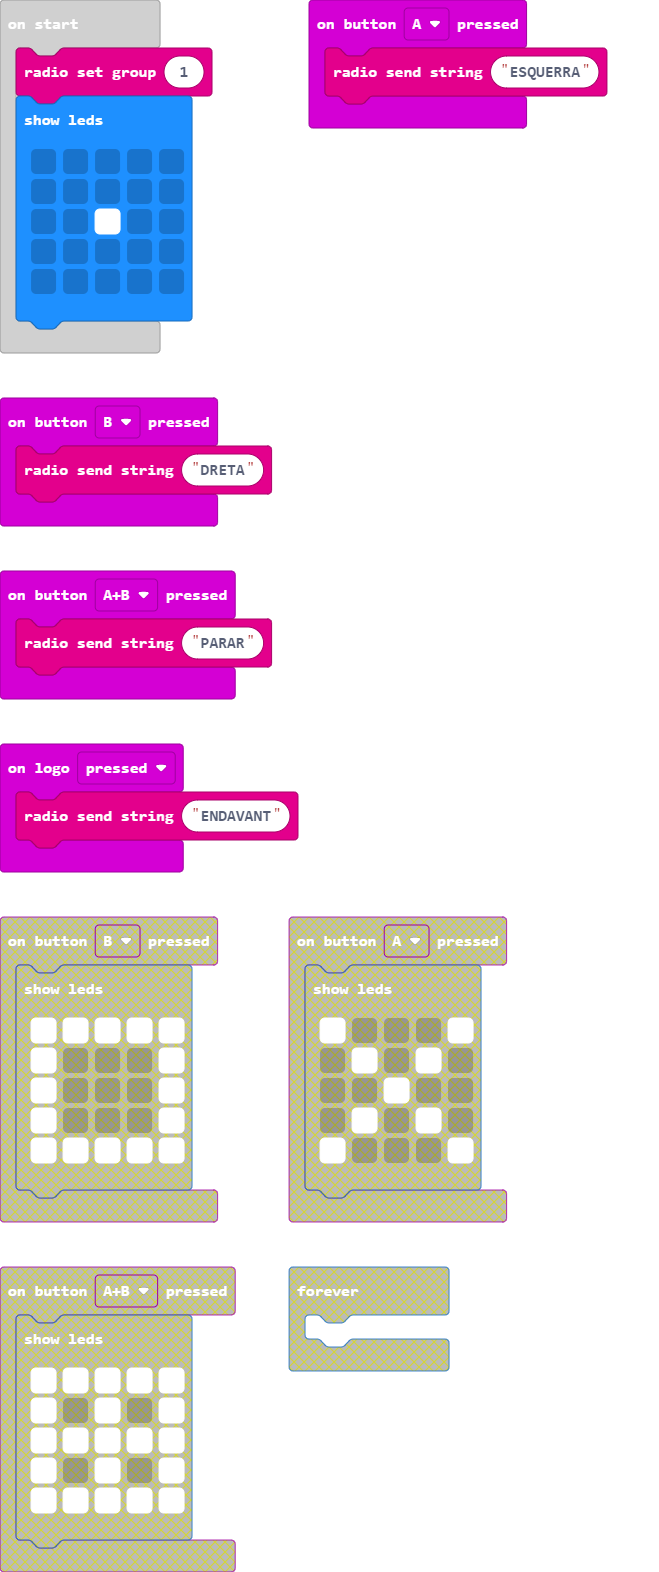 on start
radio set group 1
show leds
on button A pressed
radio send string "ESQUERRA"
on button B pressed
radio send string "DRETA"
on button A+B pressed
radio send string "PARAR"
on logo pressed
radio send string "ENDAVANT"
on button B pressed
show leds
on button A pressed
show leds
on button A+B pressed
show leds
forever